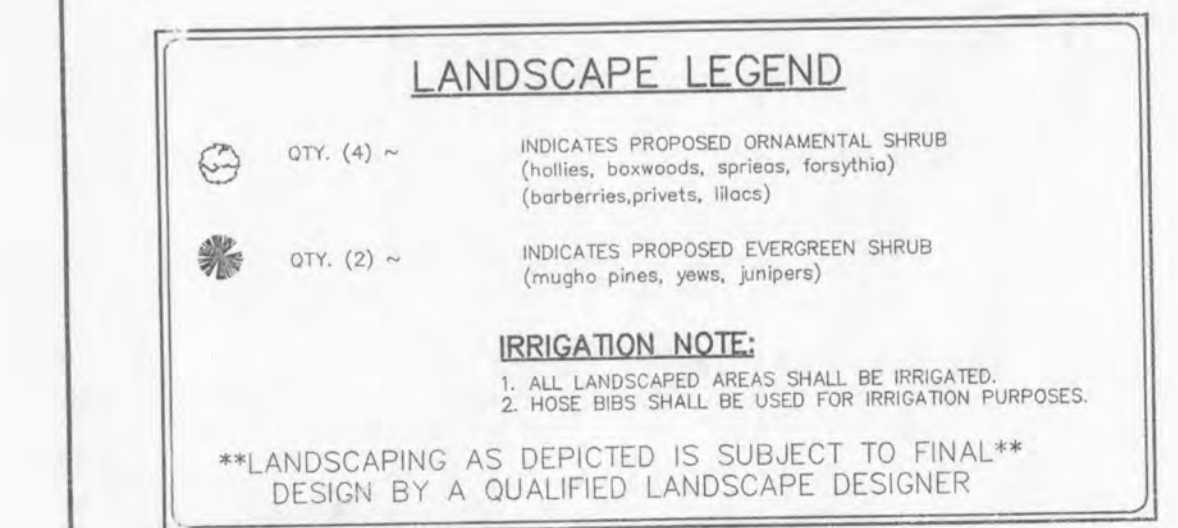 LANDSCAPE LEGEND
QTY. (4) ~ INDICATES PROPOSED ORNAMENTAL SHRUB
(hollies, boxwoods, sprieas, forsythia)
(barberries,privets, lilacs)
QTY. (2) ~ INDICATES PROPOSED EVERGREEN SHRUB
(mugho pines, yews, junipers)
IRRIGATION NOTE:
1. ALL LANDSCAPED AREAS SHALL BE IRRIGATED.
2. HOSE BIBS SHALL BE USED FOR IRRIGATION PURPOSES.
**LANDSCAPING AS DEPICTED IS SUBJECT TO FINAL**
DESIGN BY A QUALIFIED LANDSCAPE DESIGNER